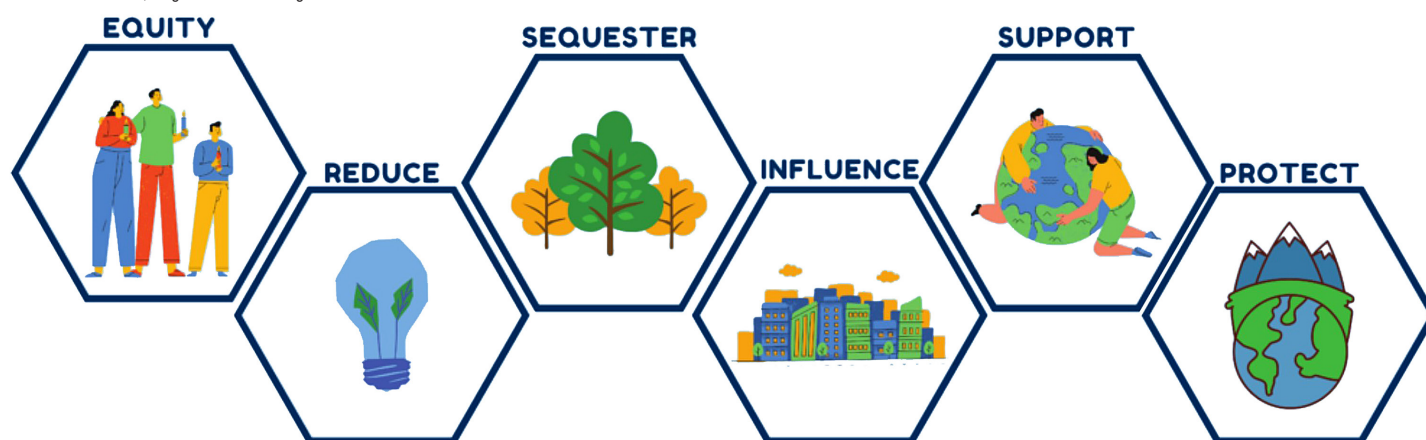 EQUITY
REDUCE
SEQUESTER
INFLUENCE
SUPPORT
PROTECT